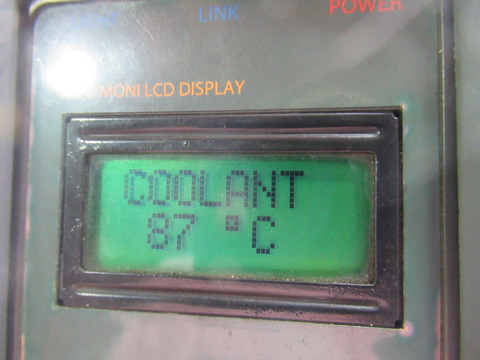 LINK
POWER
MONI LCD DISPLAY
COOLANT
87 °C